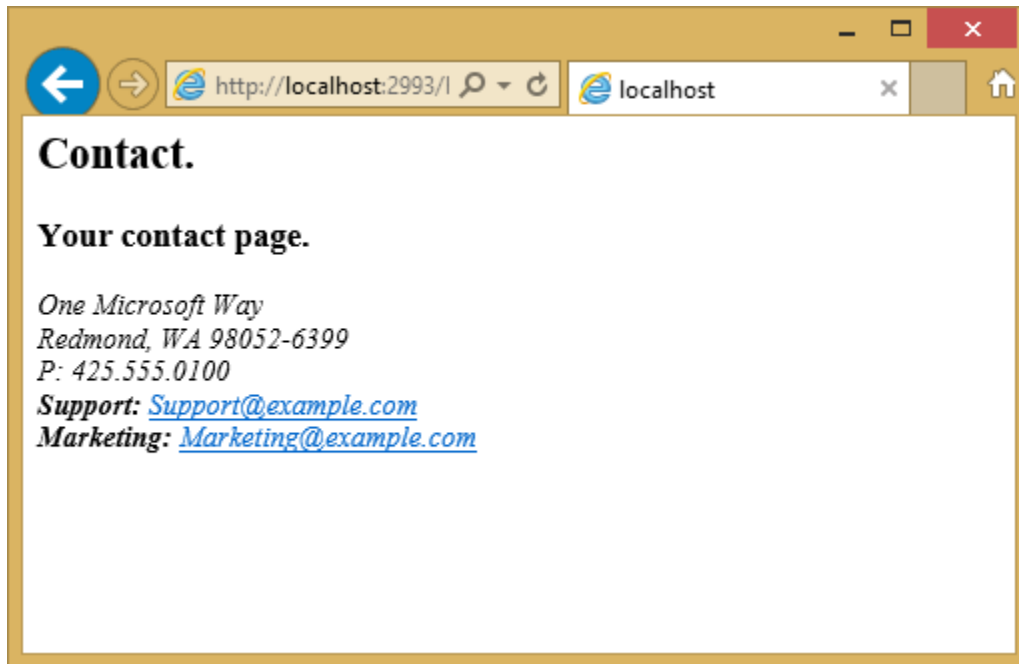 http://localhost:2993/
localhost
Contact.
Your contact page.
One Microsoft Way
Redmond, WA 98052-6399
P: 425.555.0100
Support: Support@example.com
Marketing: Marketing@example.com